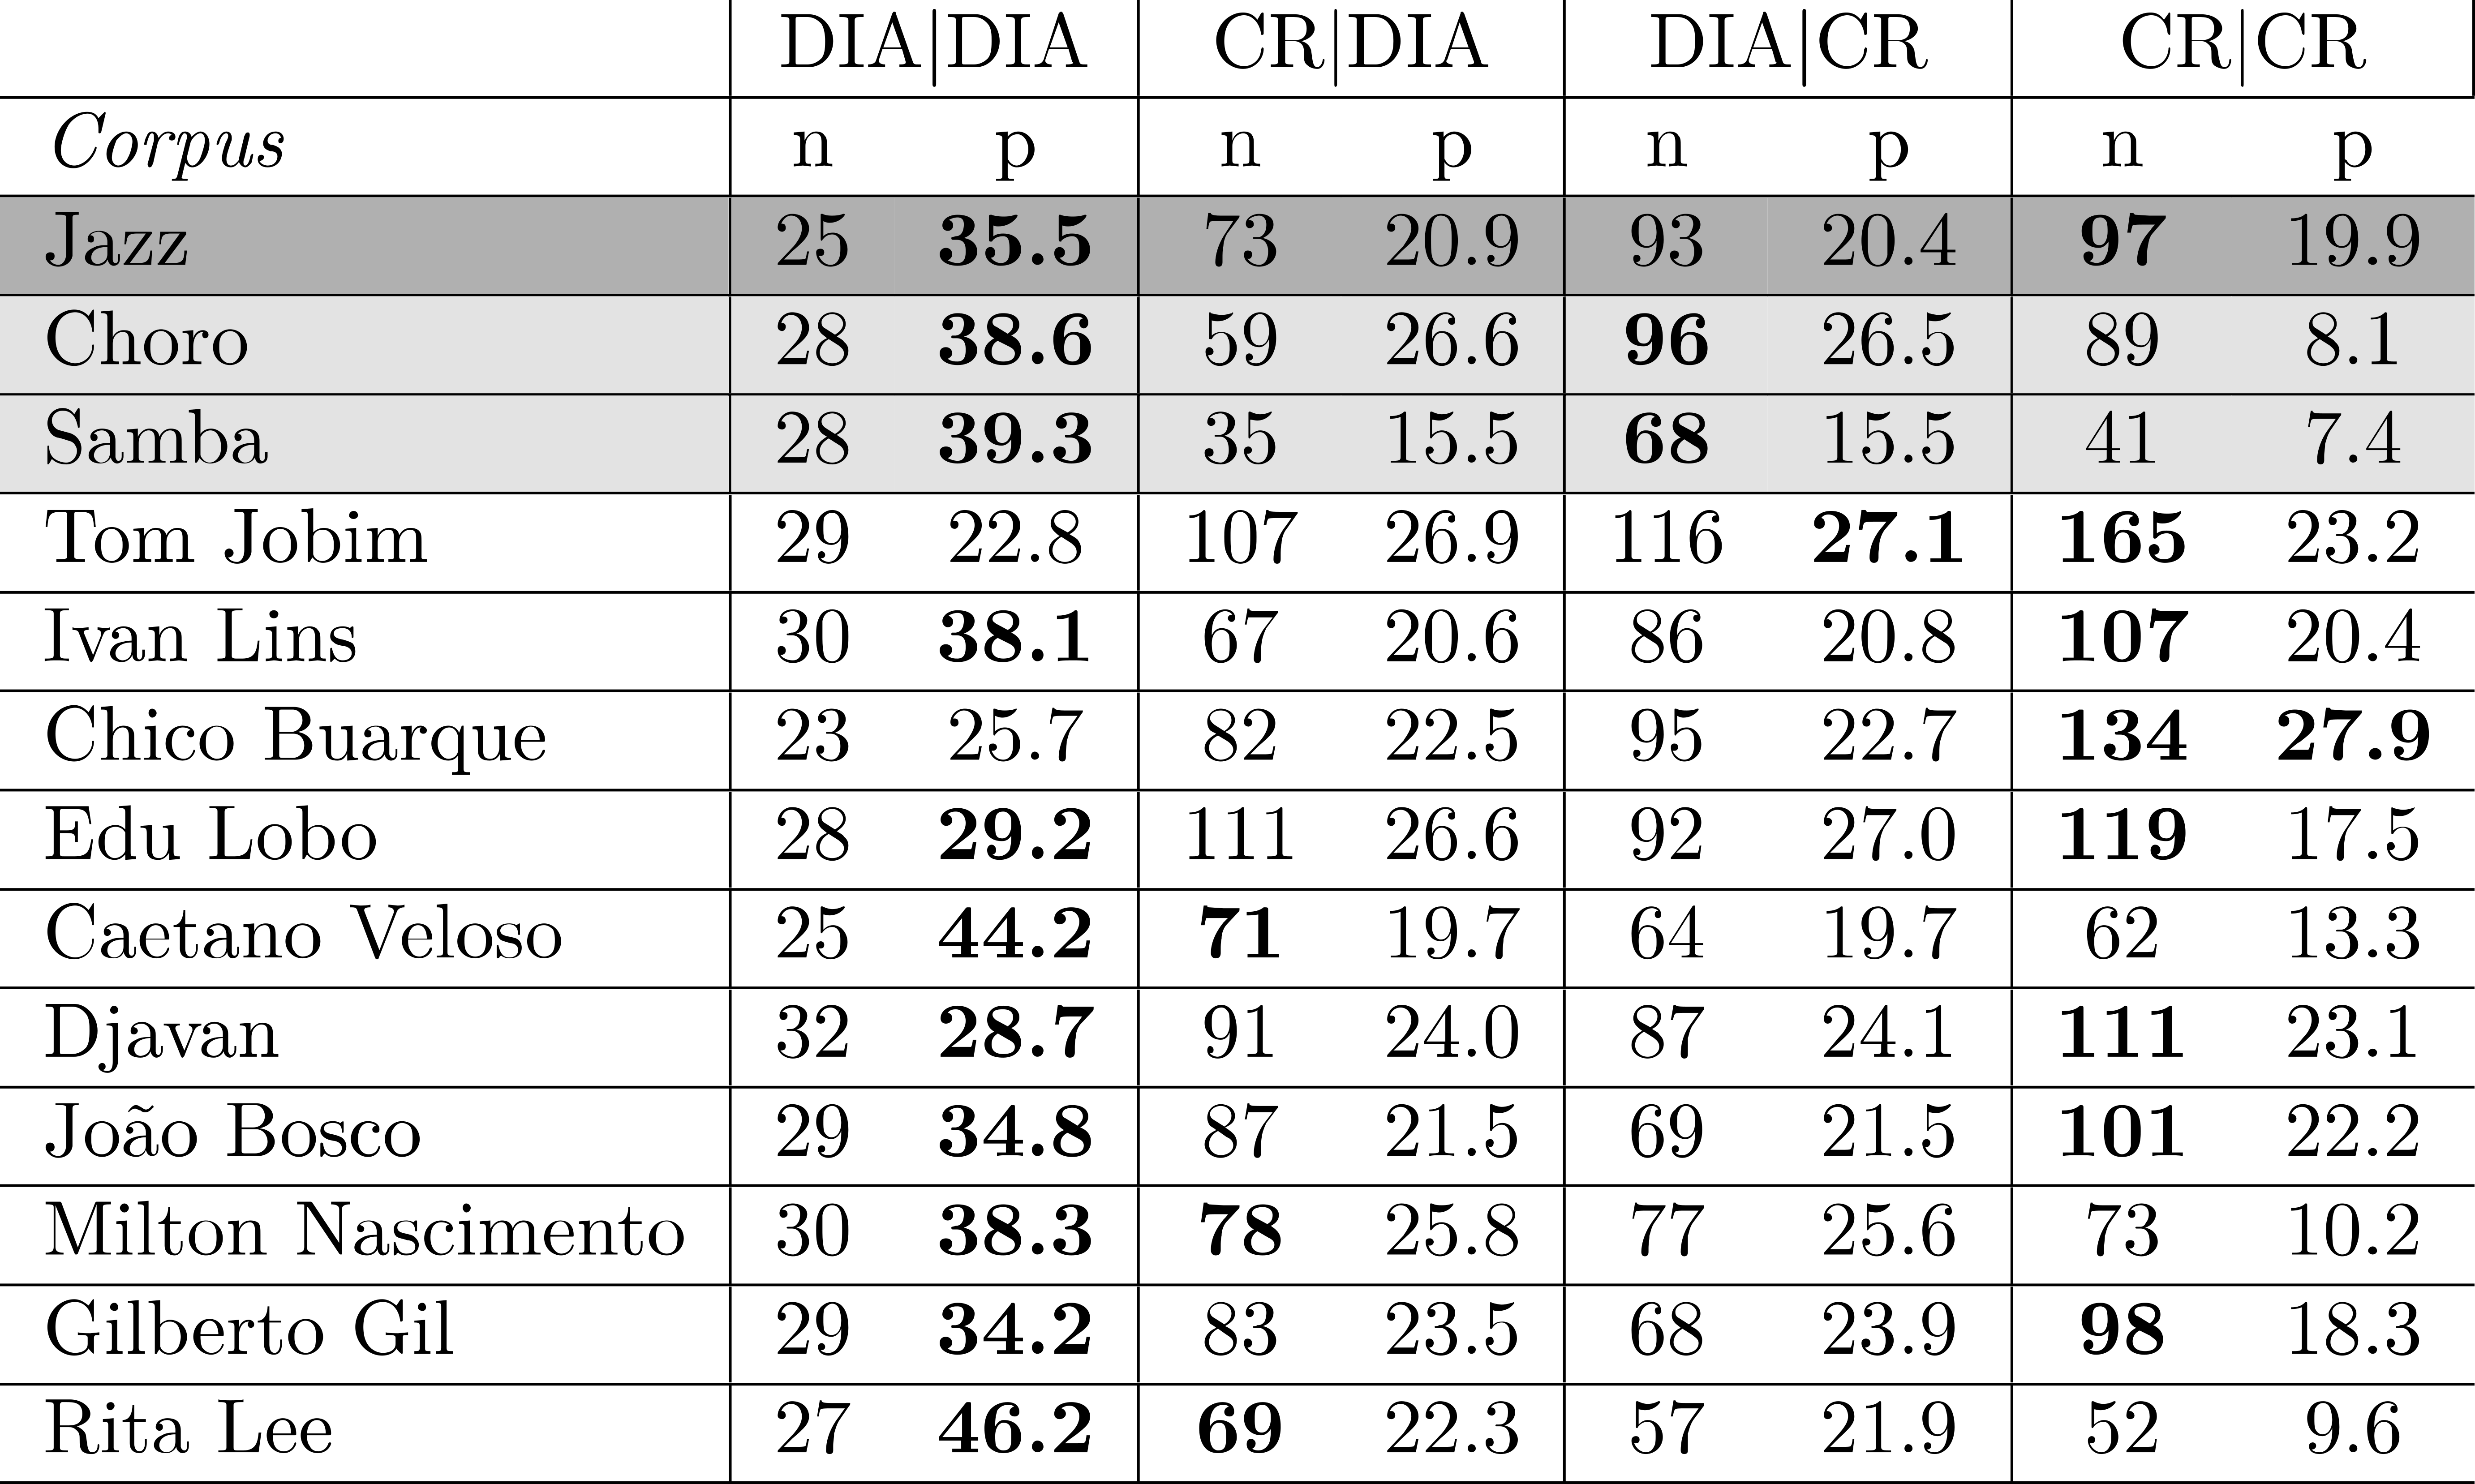 DIA|DIA CR|DIA DIA|CR CR|CR
Corpus n p n p n p n p
Jazz 25 35.5 73 20.9 93 20.4 97 19.9
Choro 28 38.6 59 26.6 96 26.5 89 8.1
Samba 28 39.3 35 15.5 68 15.5 41 7.4
Tom Jobim 29 22.8 107 26.9 116 27.1 165 23.2
Ivan Lins 30 38.1 67 20.6 86 20.8 107 20.4
Chico Buarque 23 25.7 82 22.5 95 22.7 134 27.9
Edu Lobo 28 29.2 111 26.6 92 27.0 119 17.5
Caetano Veloso 25 44.2 71 19.7 64 19.7 62 13.3
Djavan 32 28.7 91 24.0 87 24.1 111 23.1
João Bosco 29 34.8 87 21.5 69 21.5 101 22.2
Milton Nascimento 30 38.3 78 25.8 77 25.6 73 10.2
Gilberto Gil 29 34.2 83 23.5 68 23.9 98 18.3
Rita Lee 27 46.2 69 22.3 57 21.9 52 9.6